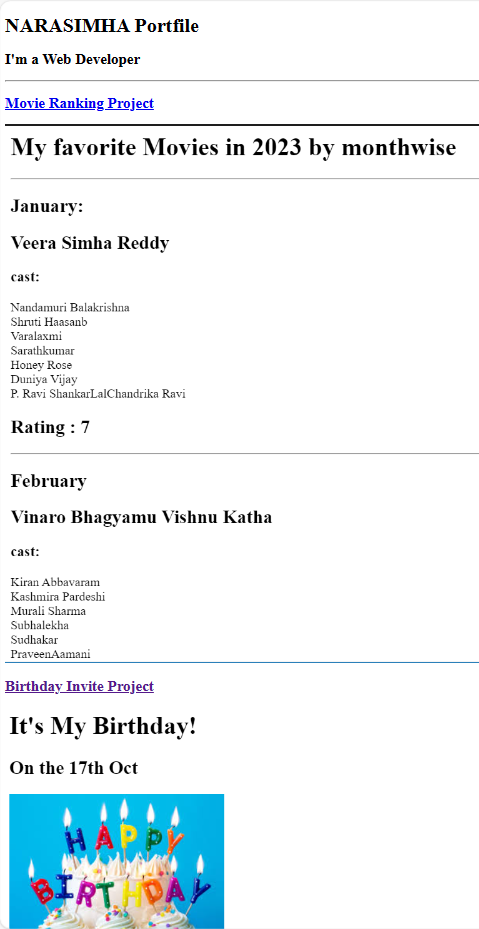 NARASIMHA Portfile
I'm a Web Developer
Movie Ranking Project
My favorite Movies in 2023 by monthwise
January:
Veera Simha Reddy
cast:
Nandamuri Balakrishna
Shruti Haasanb
Varalaxmi
Sarathkumar
Honey Rose
Duniya Vijay
P. Ravi ShankarLalChandrika Ravi
Rating : 7
February
Vinaro Bhagyamu Vishnu Katha
cast:
Kiran Abbavaram
Kashmira Pardeshi
Murali Sharma
Subhalekha
Sudhakar
PraveenAamani
Birthday Invite Project
It's My Birthday!
On the 17th Oct
HAPPY
BIRTHDAY